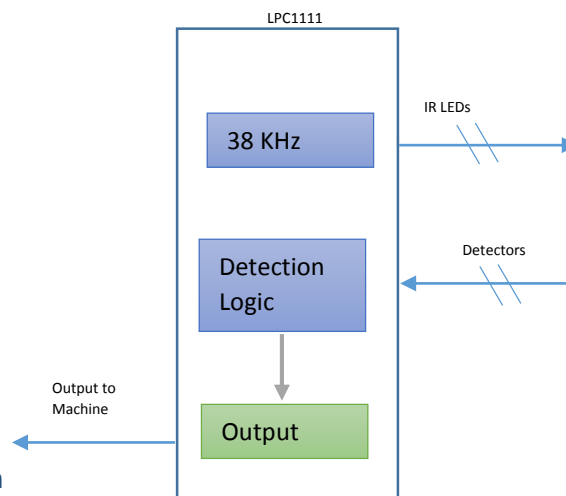 LPC1111
IR LEDs
38 KHz
Detectors
Detection
Logic
Output to
Machine
Output